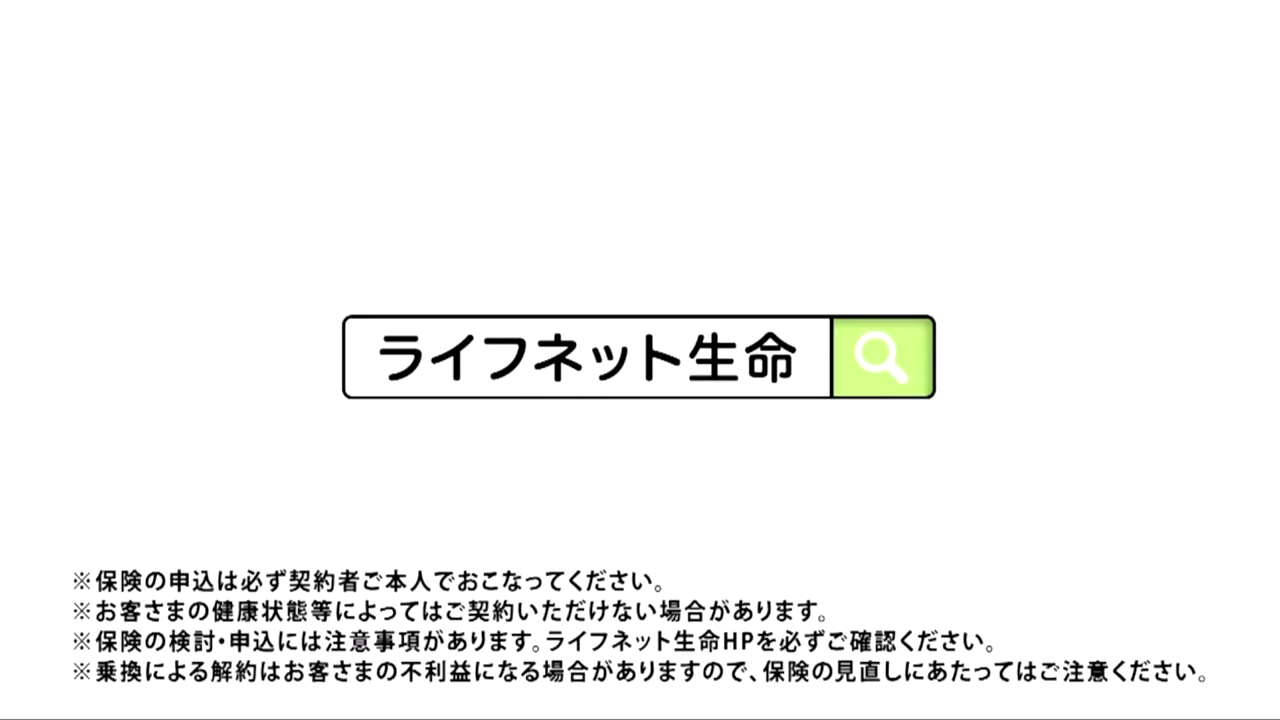 ライフネット生命
※保険の申込は必ず契約者ご本人でおこなってください。
※お客さまの健康状態等によってはご契約いただけない場合があります。
※保険の検討・申込には注意事項があります。ライフネット生命HPを必ずご確認ください。
※乗換による解約はお客さまの不利益になる場合がありますので、保険の見直しにあたってはご注意ください。